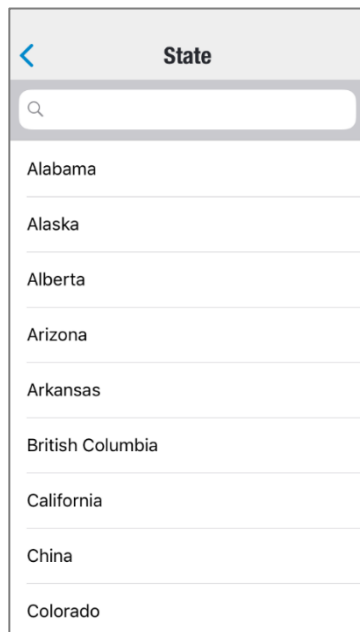 State
Alabama
Alaska
Alberta
Arizona
Arkansas
British Columbia
California
China
Colorado